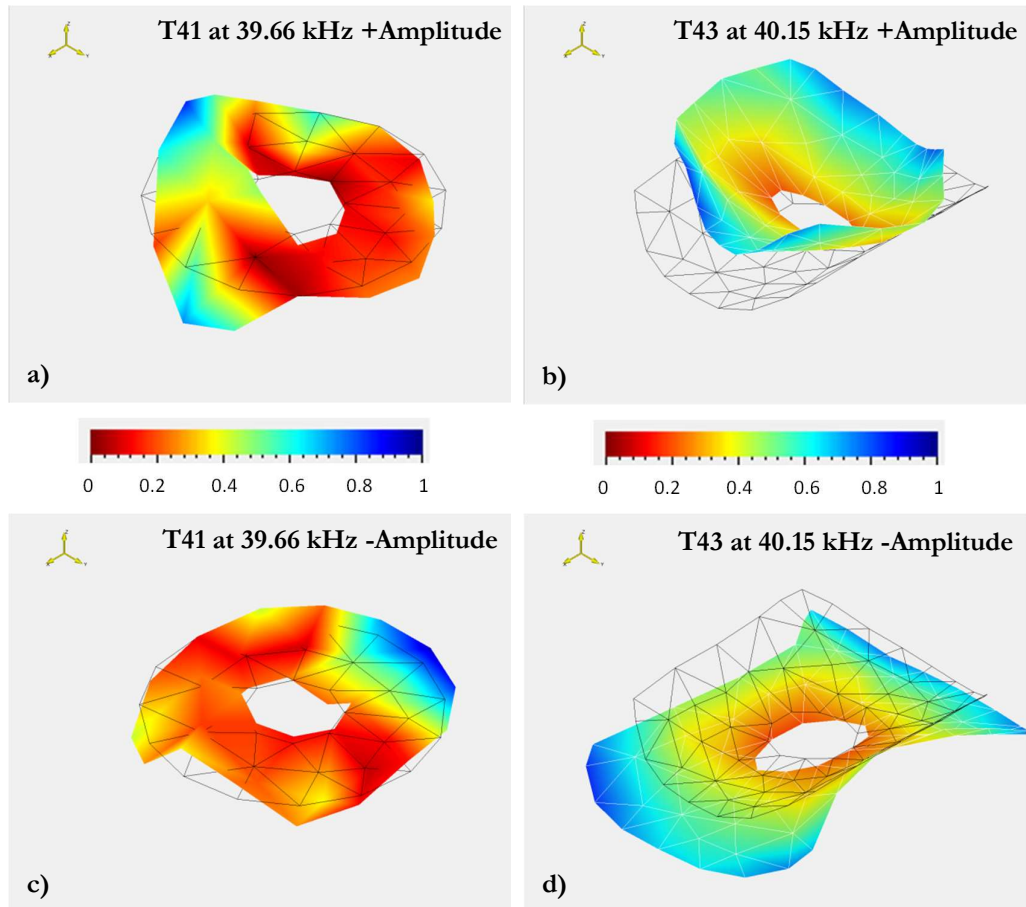 T41 at 39.66 kHz +Amplitude
a)
T43 at 40.15 kHz +Amplitude
b)
0 0.2 0.4 0.6 0.8 1
0 0.2 0.4 0.6 0.8 1
T41 at 39.66 kHz -Amplitude
c)
T43 at 40.15 kHz -Amplitude
d)